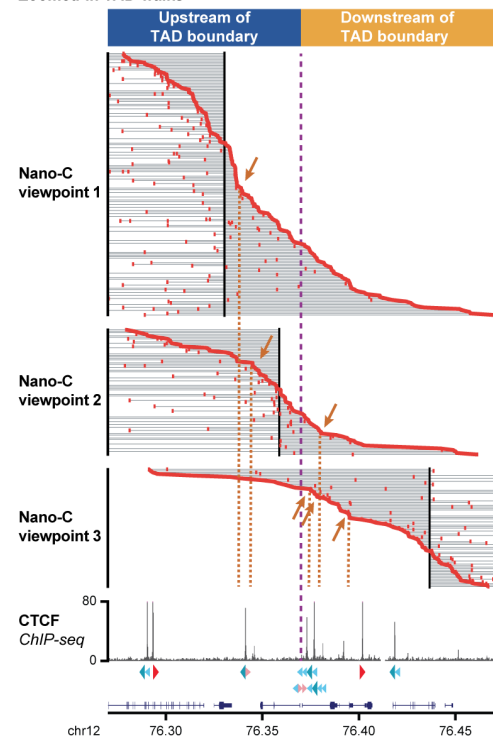 Upstream of
TAD boundary
Downstream of
TAD boundary
Nano-C
viewpoint 1
Nano-C
viewpoint 2
Nano-C
viewpoint 3
80
CTCF
ChIP-seq
0
chr12
76.30
76.35
76.40
76.45